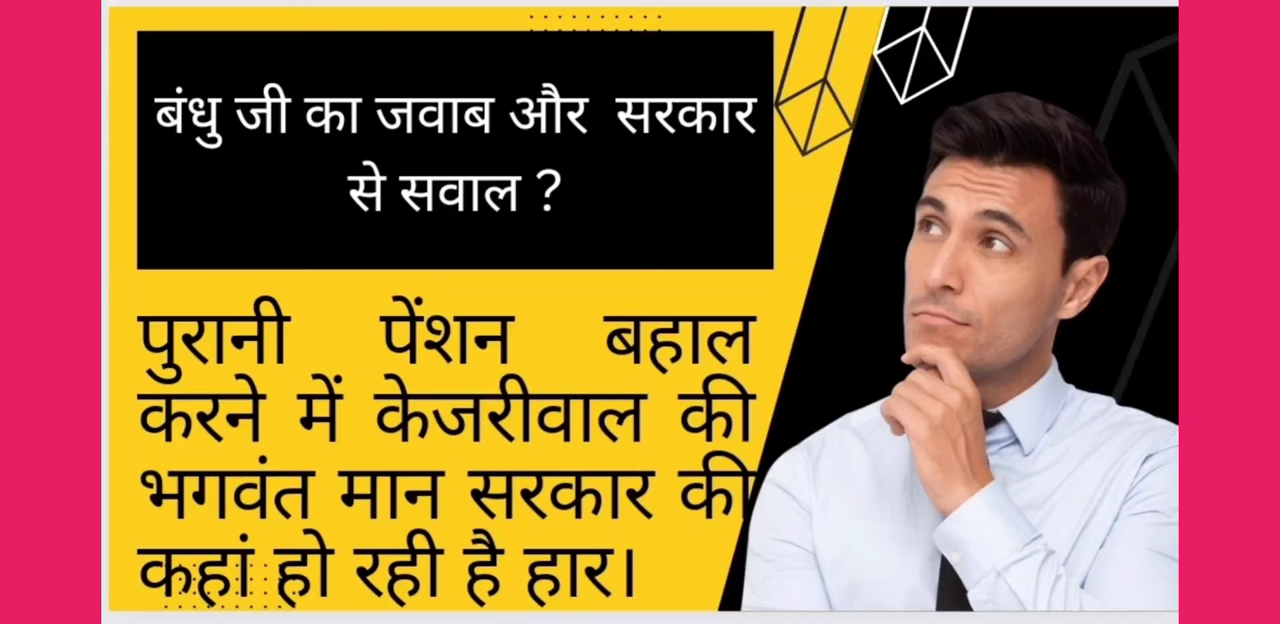 बंधु जी का जवाब और सरकार
से सवाल ?
पुरानी पेंशन बहाल
करने में केजरीवाल की
भगवंत मान सरकार की
कहां हो रही है हार।